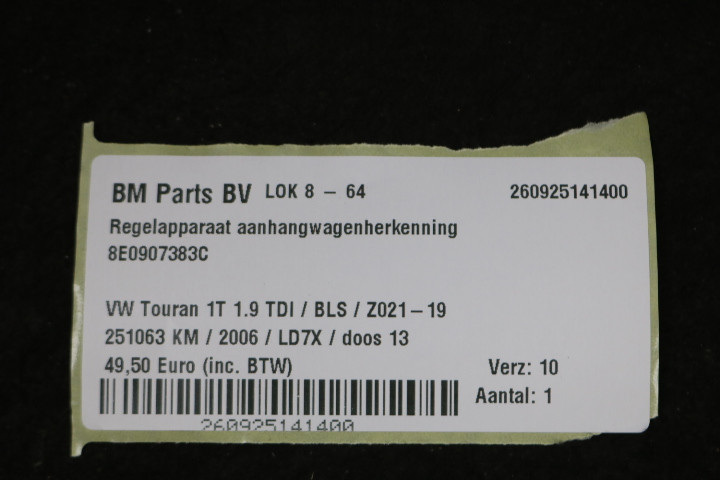 BM Parts BV LOK 8 - 64 260925141400
Regelapparaat aanhangwagenherkenning
8E0907383C
VW Touran 1T 1.9 TDI / BLS / Z021-19
251063 KM / 2006 / LD7X / doos 13
49,50 Euro (inc. BTW) Verz: 10
Aantal: 1
260925141400